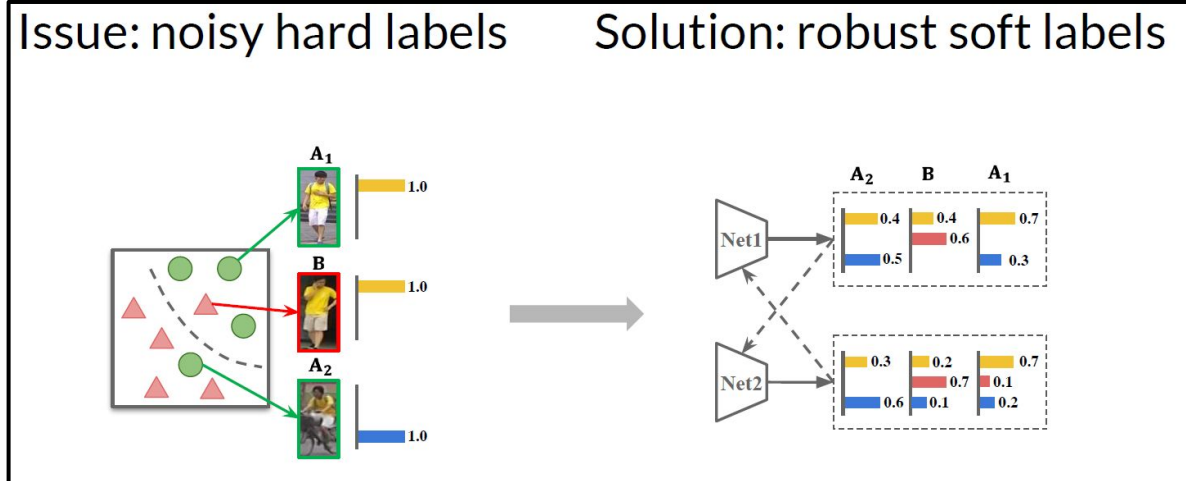 Issue: noisy hard labels
Solution: robust soft labels
A₁
1.0
B
1.0
A₂
1.0
A₂ B A₁
Net1
0.4 0.4 0.7
0.6
0.5 0.3
Net2
0.3 0.2 0.7
0.7 0.1
0.6 0.1 0.2